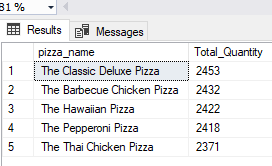 81 %
Results Messages
pizza_name Total_Quantity
1 The Classic Deluxe Pizza 2453
2 The Barbecue Chicken Pizza 2432
3 The Hawaiian Pizza 2422
4 The Pepperoni Pizza 2418
5 The Thai Chicken Pizza 2371